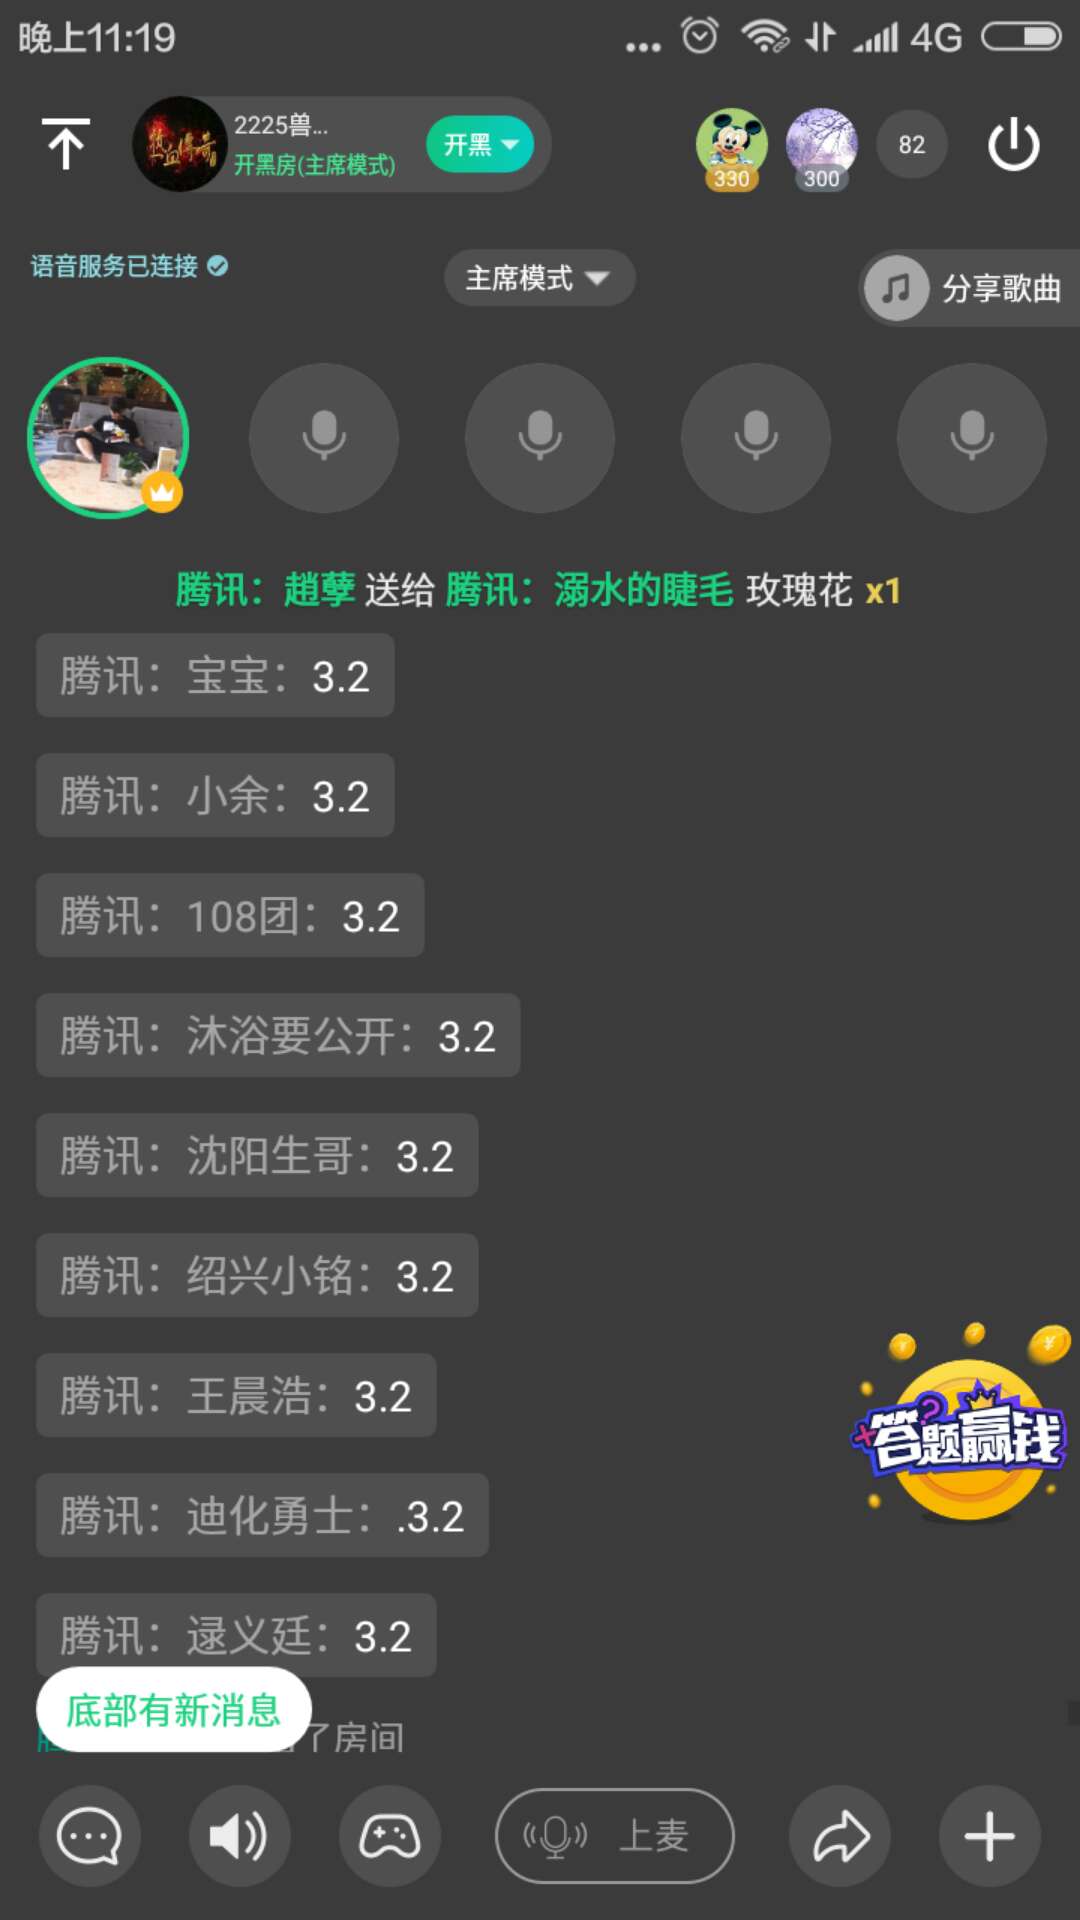 晚上11:19
4G
热血传奇
2225兽...
开黑房(主席模式)
开黑
330
300
82
语音服务已连接
主席模式
分享歌曲
腾讯：趙孽 送给 腾讯：溺水的睫毛 玫瑰花 x1
腾讯：宝宝：3.2
腾讯：小余：3.2
腾讯：108团：3.2
腾讯：沐浴要公开：3.2
腾讯：沈阳生哥：3.2
腾讯：绍兴小铭：3.2
腾讯：王晨浩：3.2
答题赢钱
腾讯：迪化勇士：.3.2
腾讯：逯义廷：3.2
底部有新消息
了房间
上麦